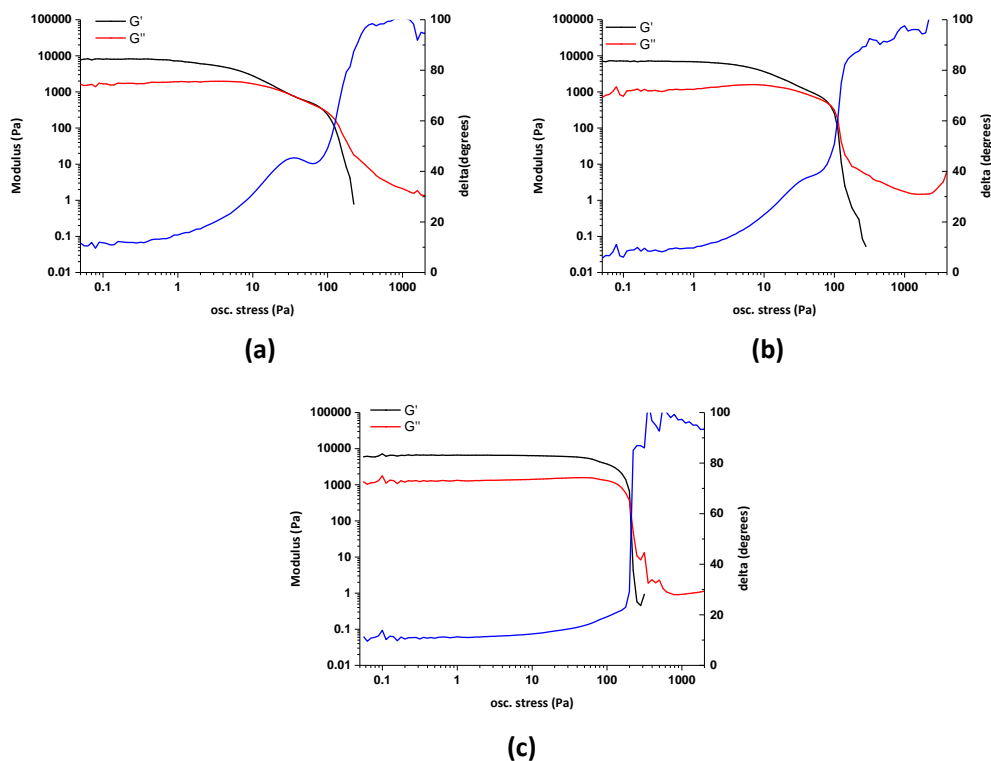 G'
G''
100000
10000
1000
100
10
1
0.1
0.01
Modulus (Pa)
100
80
60
40
20
0
delta(degrees)
0.1 1 10 100 1000
osc. stress (Pa)
(a)
G'
G''
100000
10000
1000
100
10
1
0.1
0.01
Modulus (Pa)
100
80
60
40
20
0
delta (degrees)
0.1 1 10 100 1000
osc. stress (Pa)
(b)
G'
G''
100000
10000
1000
100
10
1
0.1
0.01
Modulus (Pa)
100
80
60
40
20
0
delta (degrees)
0.1 1 10 100 1000
osc. stress (Pa)
(c)